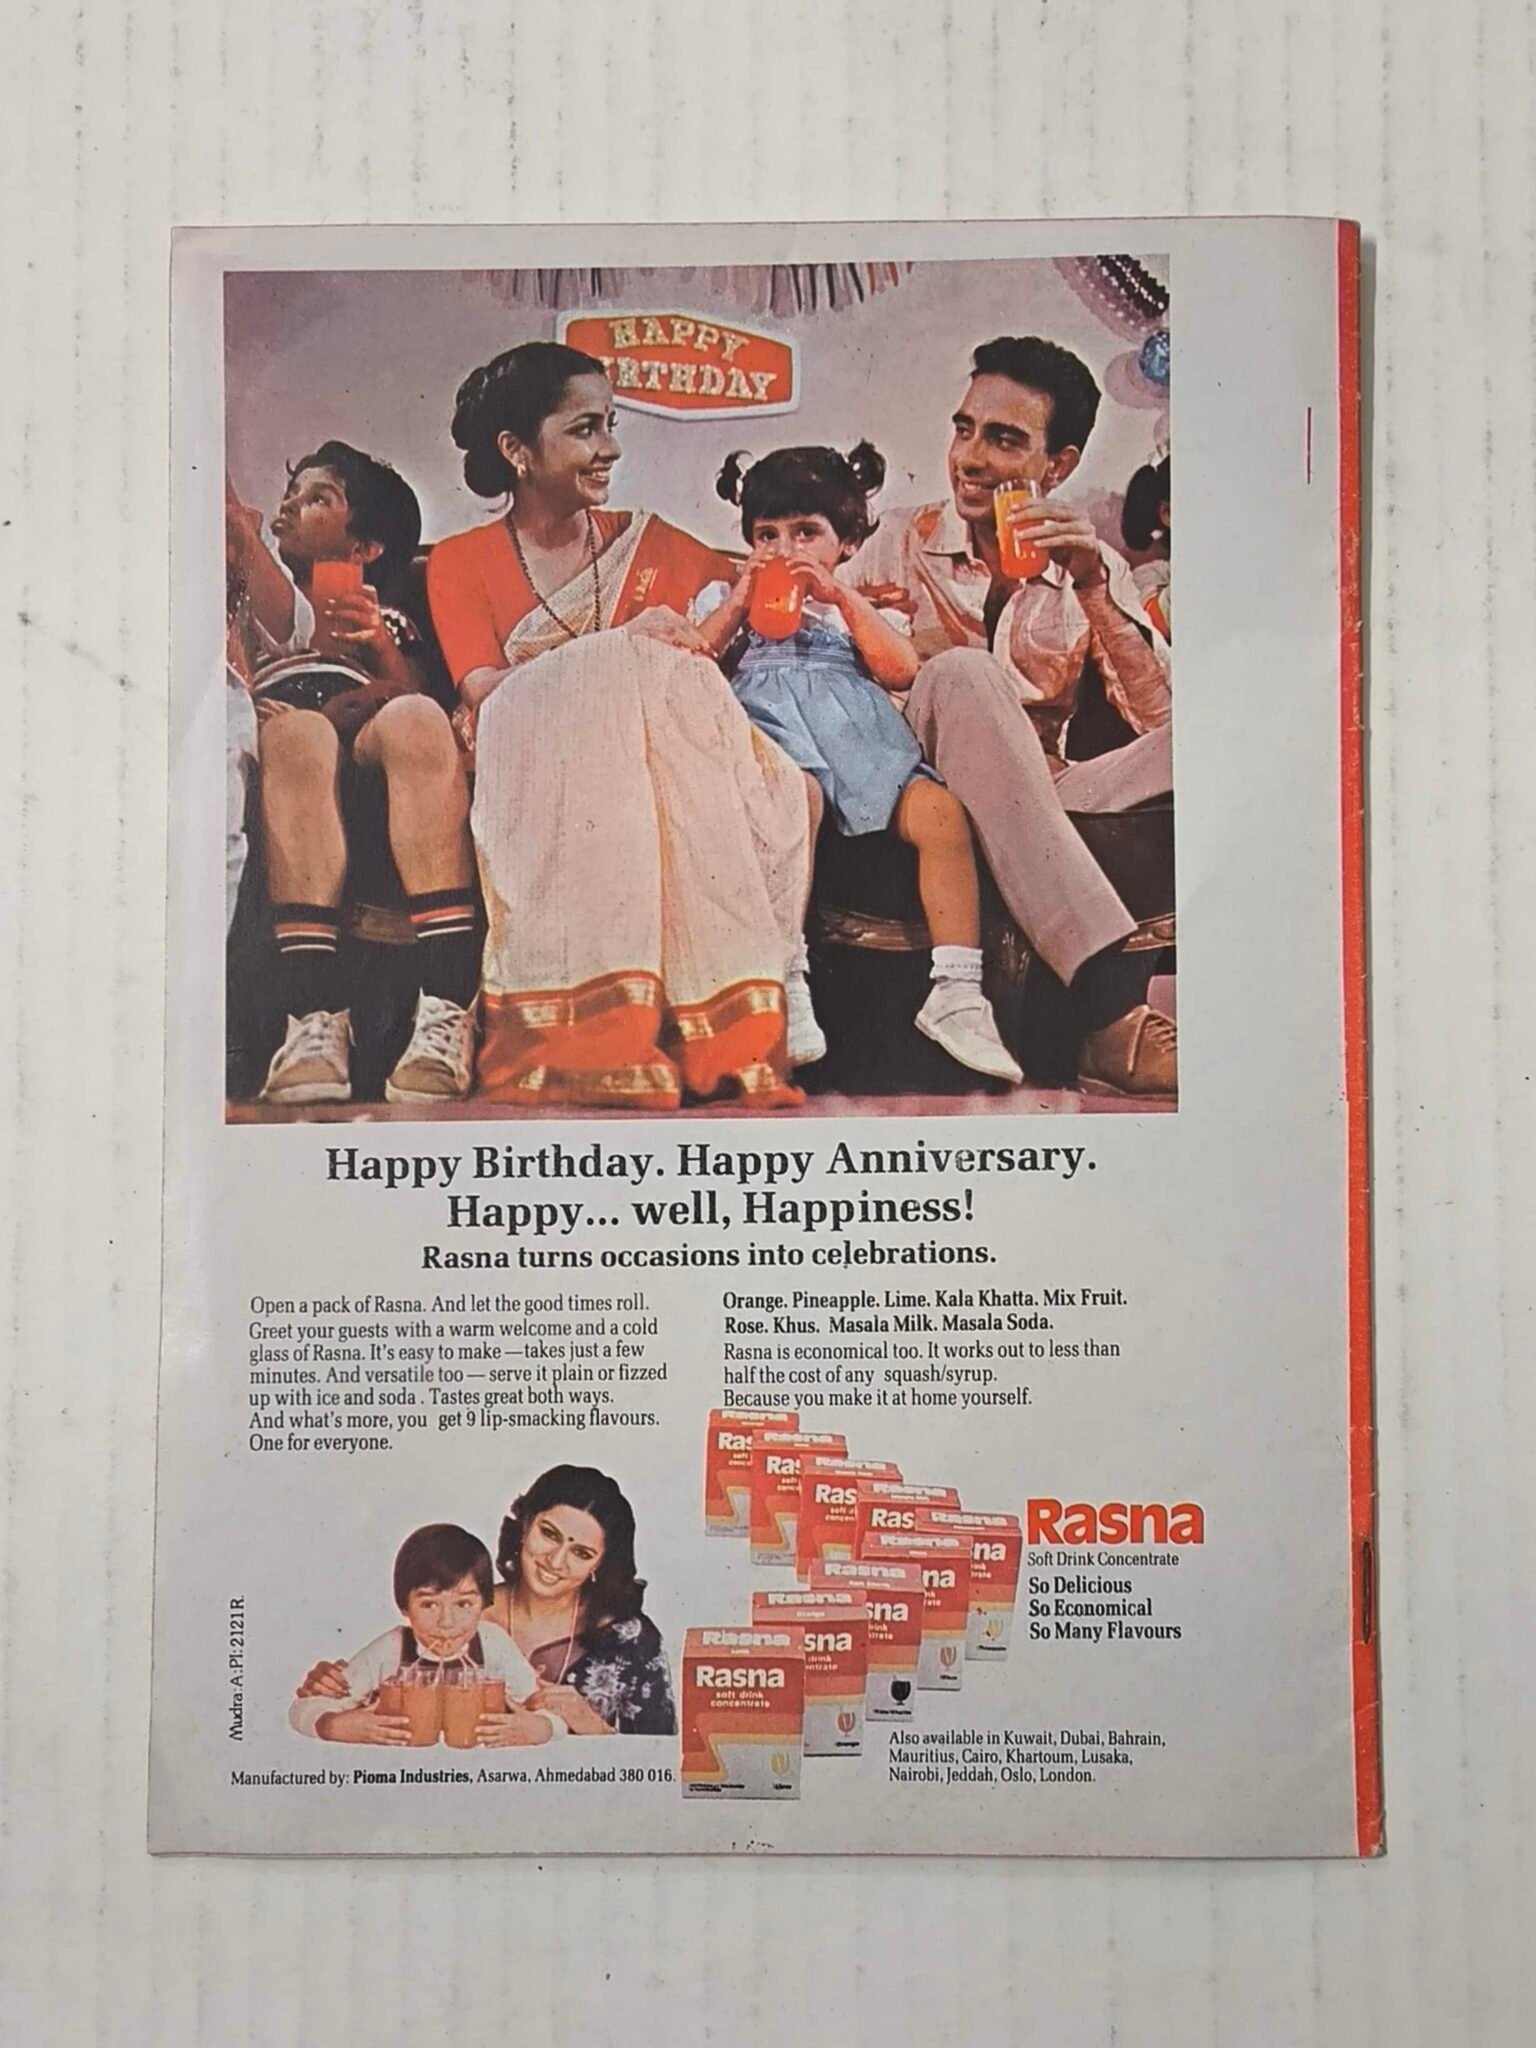 HAPPY
IRTHDAY
Happy Birthday. Happy Anniversary.
Happy... well, Happiness!
Rasna turns occasions into celebrations.
Open a pack of Rasna. And let the good times roll.
Greet your guests with a warm welcome and a cold
glass of Rasna. It's easy to make — takes just a few
minutes. And versatile too — serve it plain or fizzed
up with ice and soda. Tastes great both ways.
And what's more, you get 9 lip-smacking flavours.
One for everyone.
Orange. Pineapple. Lime. Kala Khatta. Mix Fruit.
Rose. Khus. Masala Milk. Masala Soda.
Rasna is economical too. It works out to less than
half the cost of any squash/syrup.
Because you make it at home yourself.
Rasna
soft drink
concentrate
Rasna
Soft Drink Concentrate
So Delicious
So Economical
So Many Flavours
Also available in Kuwait, Dubai, Bahrain,
Mauritius, Cairo, Khartoum, Lusaka,
Nairobi, Jeddah, Oslo, London.
Mudra:A:PI:2121R.
Manufactured by: Pioma Industries, Asarwa, Ahmedabad 380 016.